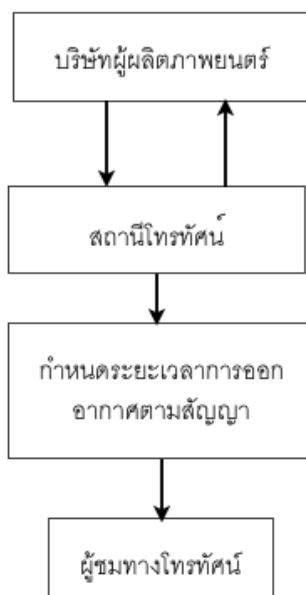 บริษัทผู้ผลิตภาพยนตร์
สถานีโทรทัศน์
กำหนดระยะเวลาการออก
อากาศตามสัญญา
ผู้ชมทางโทรทัศน์